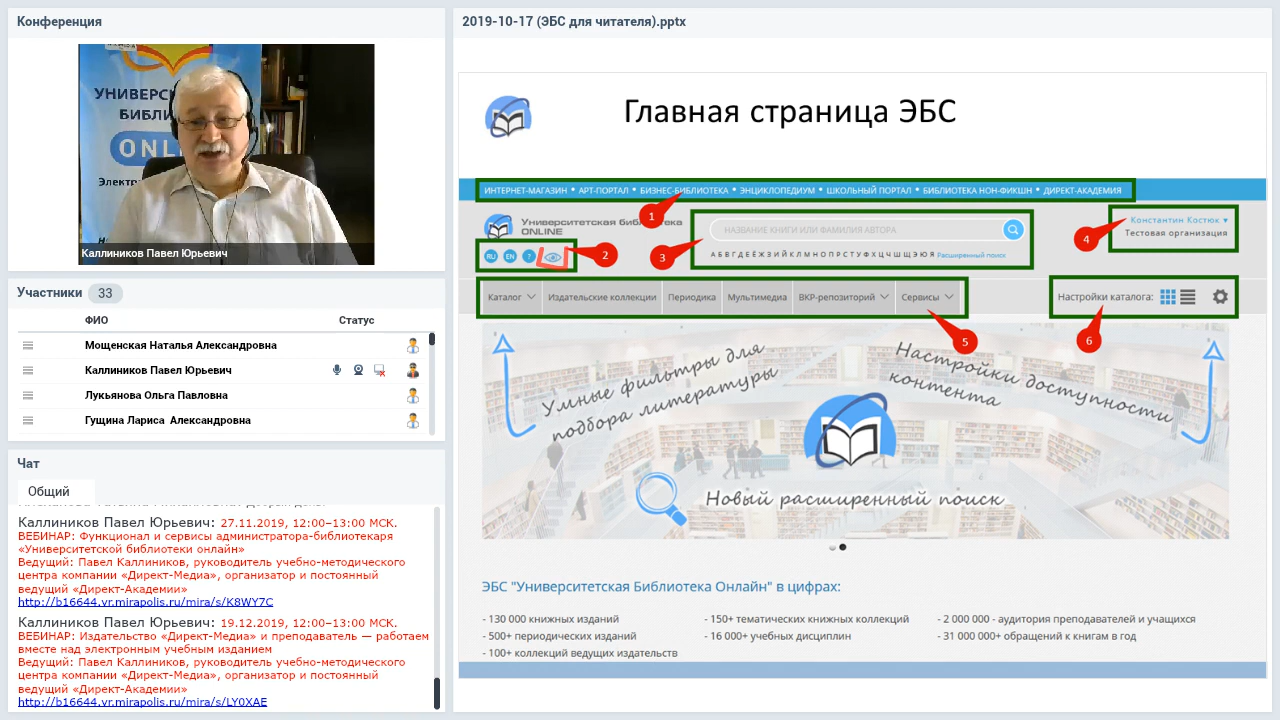 Конференция
УНИВЕРС
БИБЛИ
ONL
Элект
Каллиников Павел Юрьевич
Участники 33
ФИО Статус
Мощенская Наталья Александровна
Каллиников Павел Юрьевич
Лукьянова Ольга Павловна
Гущина Лариса Александровна
Чат
Общий
Каллиников Павел Юрьевич: 27.11.2019, 12:00–13:00 МСК.
ВЕБИНАР: Функционал и сервисы администратора-библиотекаря
«Университетской библиотеки онлайн»
Ведущий: Павел Каллиников, руководитель учебно-методического
центра компании «Директ-Медиа», организатор и постоянный
ведущий «Директ-Академии»
http://b16644.vr.mirapolis.ru/mira/s/K8WY7C
Каллиников Павел Юрьевич: 19.12.2019, 12:00–13:00 МСК.
ВЕБИНАР: Издательство «Директ-Медиа» и преподаватель — работаем
вместе над электронным учебным изданием
Ведущий: Павел Каллиников, руководитель учебно-методического
центра компании «Директ-Медиа», организатор и постоянный
ведущий «Директ-Академии»
http://b16644.vr.mirapolis.ru/mira/s/LY0XAE
2019-10-17 (ЭБС для читателя).pptx
Главная страница ЭБС
ИНТЕРНЕТ-МАГАЗИН • АРТ-ПОРТАЛ • БИЗНЕС-БИБЛИОТЕКА • ЭНЦИКЛОПЕДИУМ • ШКОЛЬНЫЙ ПОРТАЛ • БИБЛИОТЕКА НОН-ФИКШН • ДИРЕКТ-АКАДЕМИЯ
1
Университетская библиотека
ONLINE
НАЗВАНИЕ КНИГИ ИЛИ ФАМИЛИЯ АВТОРА
Константин Костюк ▾
Тестовая организация
4
RU EN ?
2
3
А Б В Г Д Е Ё Ж З И Й К Л М Н О П Р С Т У Ф Х Ц Ч Ш Щ Э Ю Я Расширенный поиск
Каталог Издательские коллекции Периодика Мультимедиа ВКР-репозиторий Сервисы
Настройки каталога:
5
6
Умные фильтры для
подбора литературы
Настройки доступности
контента
Новый расширенный поиск
ЭБС "Университетская Библиотека Онлайн" в цифрах:
- 130 000 книжных изданий - 150+ тематических книжных коллекций - 2 000 000 - аудитория преподавателей и учащихся
- 500+ периодических изданий - 16 000+ учебных дисциплин - 31 000 000+ обращений к книгам в год
- 100+ коллекций ведущих издательств